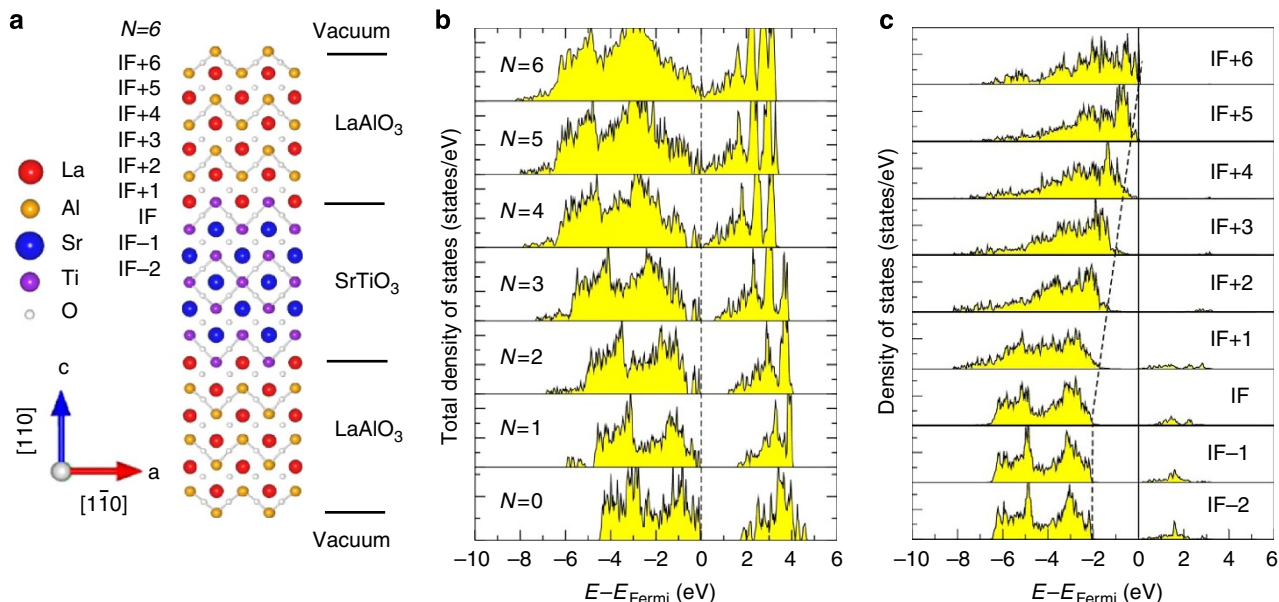 a
N=6
Vacuum
IF+6
IF+5
IF+4
IF+3
IF+2
IF+1
IF
IF−1
IF−2
LaAlO3
SrTiO3
LaAlO3
Vacuum
La
Al
Sr
Ti
O
c
[110]
a
[11̄0]
b
Total density of states (states/eV)
N=6
N=5
N=4
N=3
N=2
N=1
N=0
−10 −8 −6 −4 −2 0 2 4 6
E−EFermi (eV)
c
Density of states (states/eV)
IF+6
IF+5
IF+4
IF+3
IF+2
IF+1
IF
IF−1
IF−2
−10 −8 −6 −4 −2 0 2 4 6
E−EFermi (eV)